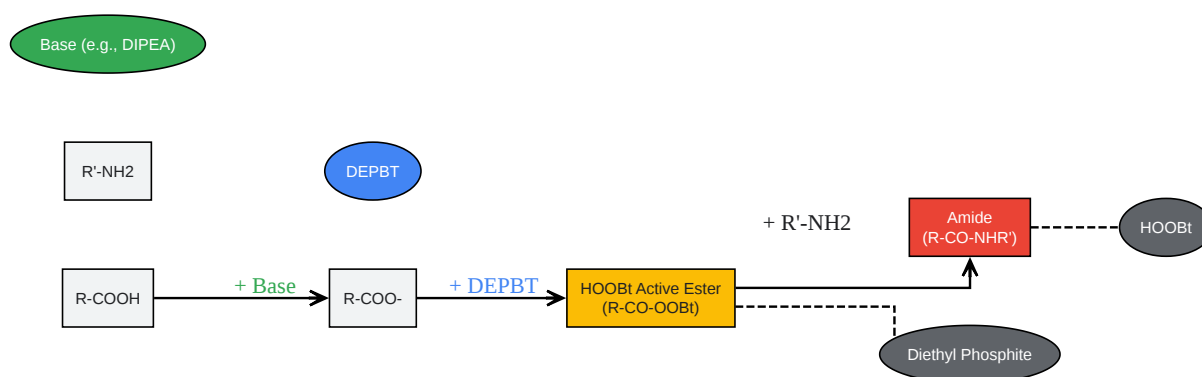 Base (e.g., DIPEA)
R'-NH2
DEPBT
+ R'-NH2
Amide
(R-CO-NHR')
HOOBt
R-COOH
+ Base
R-COO-
+ DEPBT
HOOBt Active Ester
(R-CO-OOBt)
Diethyl Phosphite